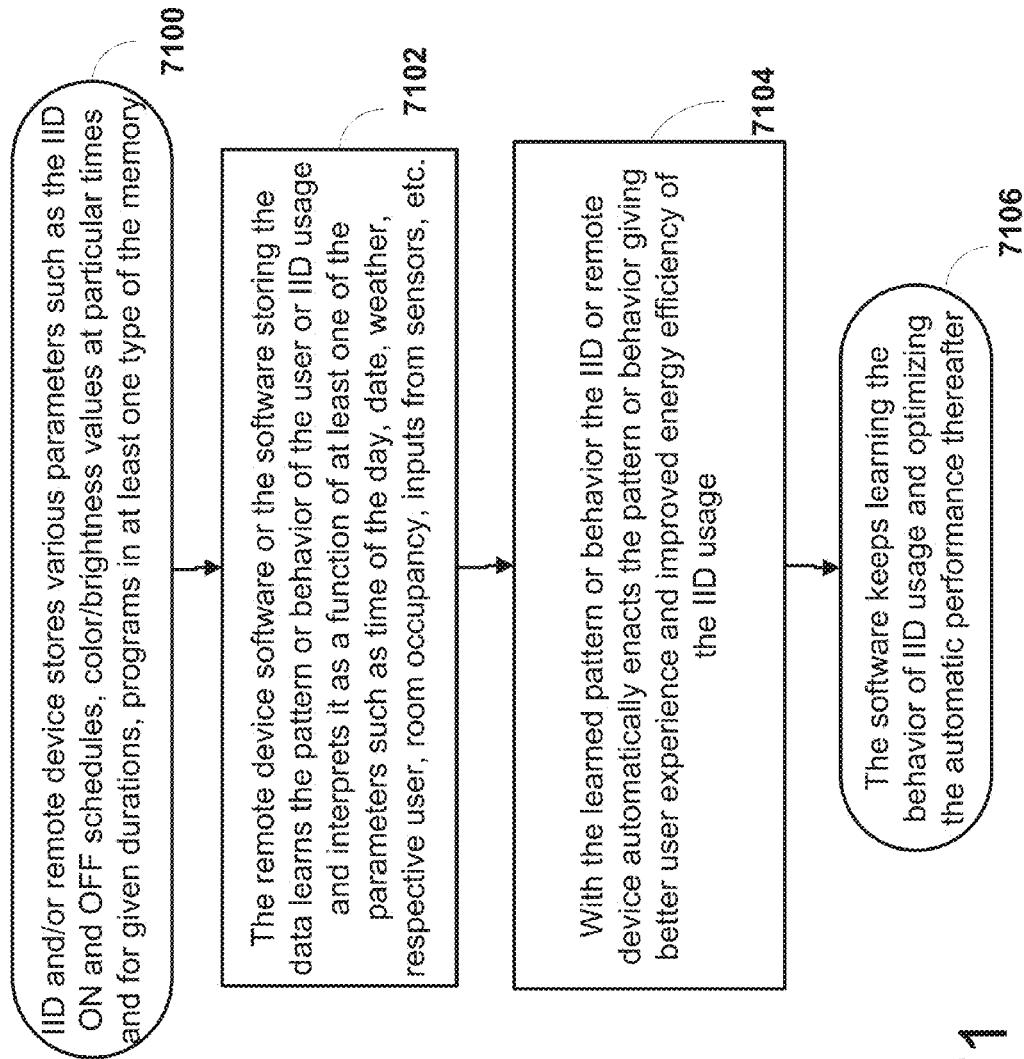 IID and/or remote device stores various parameters such as the IID
ON and OFF schedules, color/brightness values at particular times
and for given durations, programs in at least one type of the memory
7100
The remote device software or the software storing the
data learns the pattern or behavior of the user or IID usage
and interprets it as a function of at least one of the
parameters such as time of the day, date, weather,
respective user, room occupancy, inputs from sensors, etc.
7102
With the learned pattern or behavior the IID or remote
device automatically enacts the pattern or behavior giving
better user experience and improved energy efficiency of
the IID usage
7104
The software keeps learning the
behavior of IID usage and optimizing
the automatic performance thereafter
7106
1